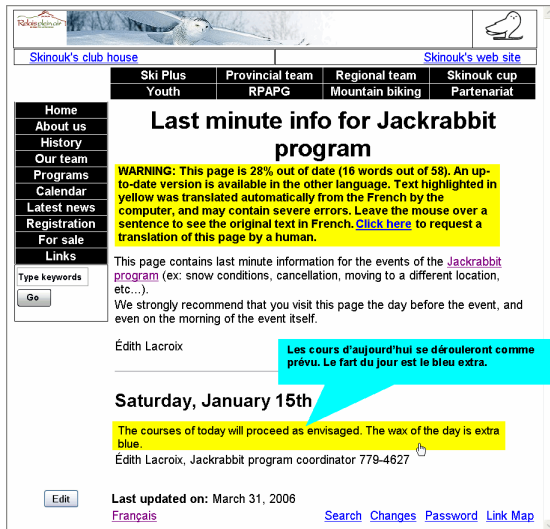 Relais plein air
Skinouk's club house
Skinouk's web site
Ski Plus Provincial team Regional team Skinouk cup
Youth RPAPG Mountain biking Partenariat
Home
About us
History
Our team
Programs
Calendar
Latest news
Registration
For sale
Links
Type keywords
Go
Last minute info for Jackrabbit
program
WARNING: This page is 28% out of date (16 words out of 58). An up-
to-date version is available in the other language. Text highlighted in
yellow was translated automatically from the French by the
computer, and may contain severe errors. Leave the mouse over a
sentence to see the original text in French. Click here to request a
translation of this page by a human.
This page contains last minute information for the events of the Jackrabbit
program (ex: snow conditions, cancellation, moving to a different location,
etc...).
We strongly recommend that you visit this page the day before the event, and
even on the morning of the event itself.
Édith Lacroix
Les cours d'aujourd'hui se dérouleront comme
prévu. Le fart du jour est le bleu extra.
Saturday, January 15th
The courses of today will proceed as envisaged. The wax of the day is extra
blue.
Édith Lacroix, Jackrabbit program coordinator 779-4627
Edit
Last updated on: March 31, 2006
Français
Search Changes Password Link Map